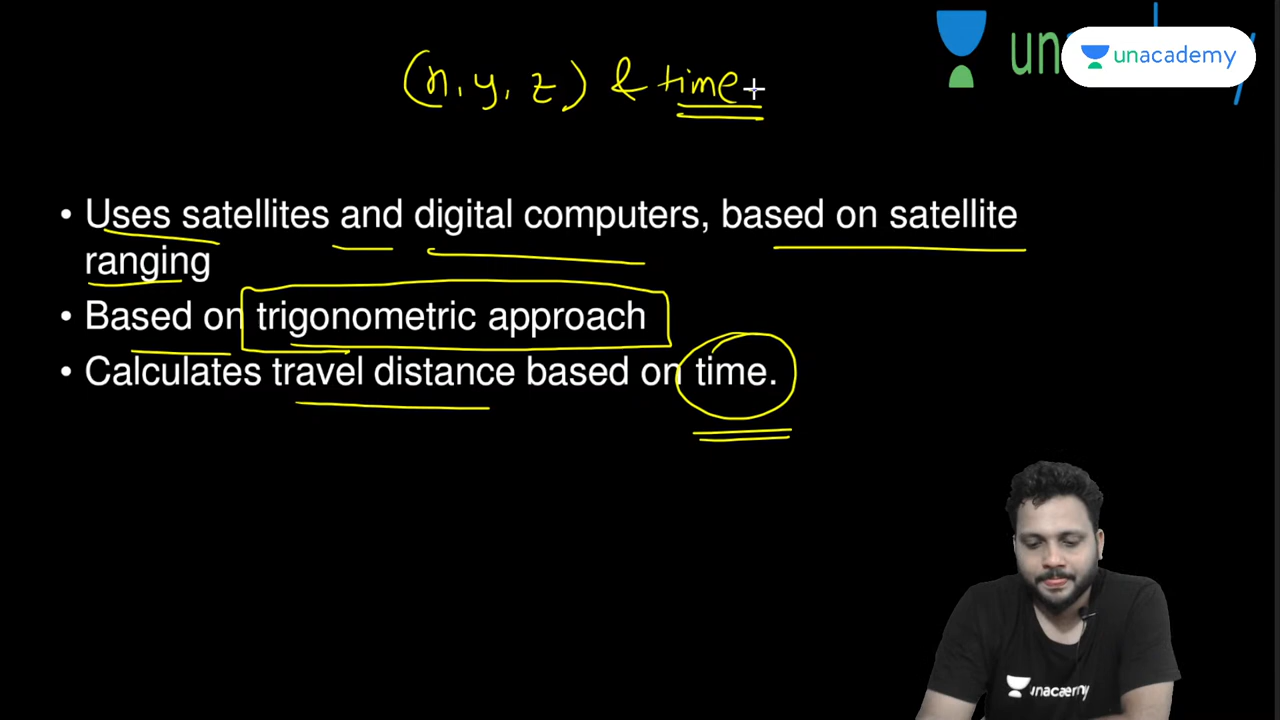 (x, y, z) & time
unacademy
• Uses satellites and digital computers, based on satellite
ranging
• Based on trigonometric approach
• Calculates travel distance based on time.
unacademy